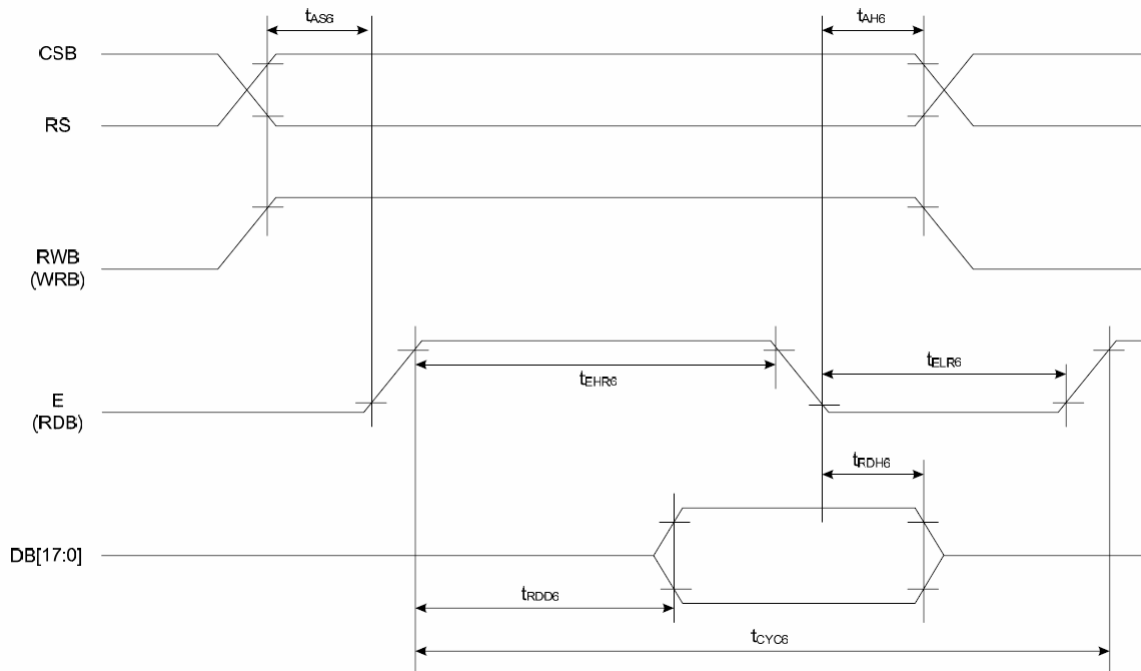 tAS6
tAH6
CSB
RS
RWB
(WRB)
tEHR6
tELR6
E
(RDB)
tRDH6
DB[17:0]
tRDD6
tCYC6